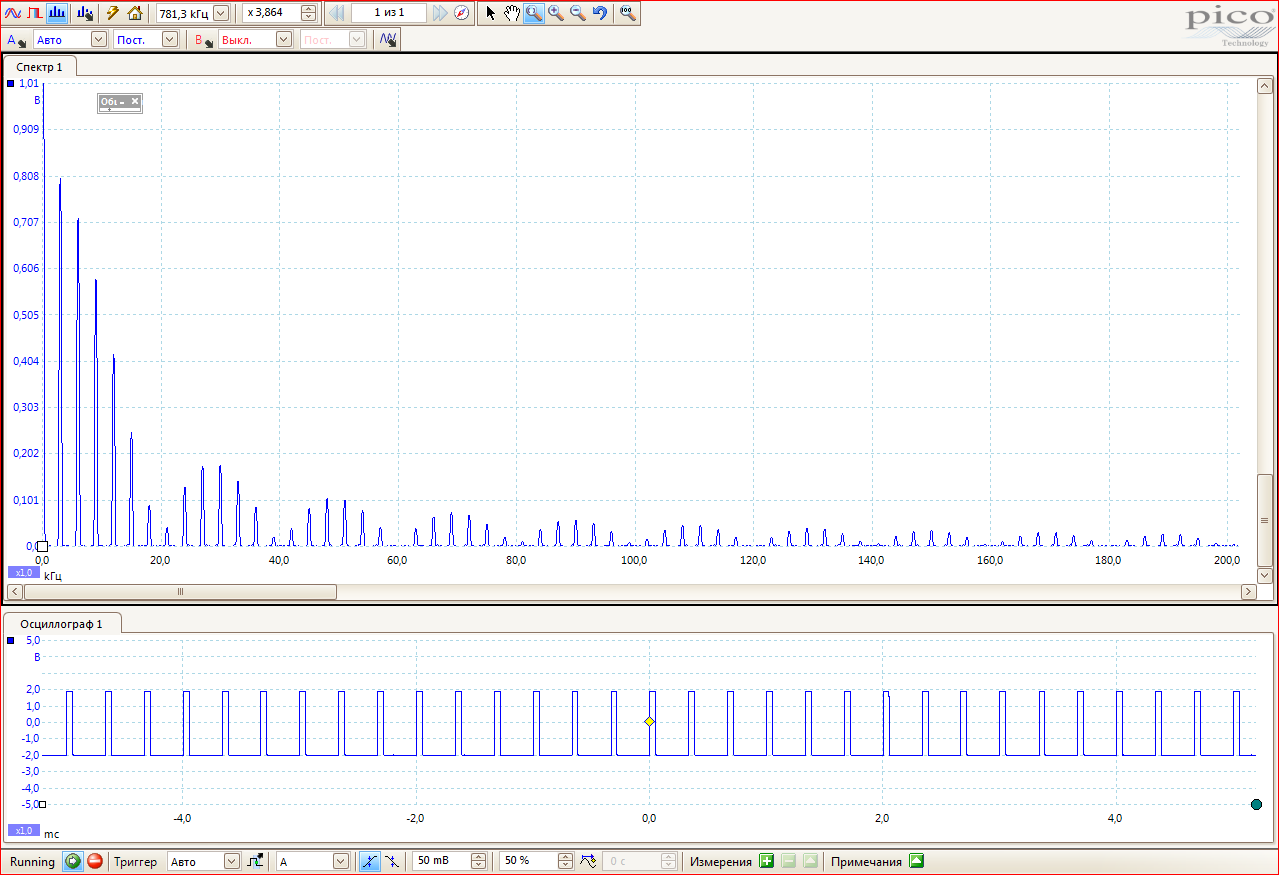 781,3 кГц x 3,864 1 из 1
pico
Technology
A Авто Пост. B Выкл. Пост.
Спектр 1
1,01
В
0,909
0,808
0,707
0,606
0,505
0,404
0,303
0,202
0,101
0,0 20,0 40,0 60,0 80,0 100,0 120,0 140,0 160,0 180,0 200,0
x1,0 кГц
Осциллограф 1
5,0
В
2,0
1,0
0,0
-1,0
-2,0
-3,0
-4,0
-5,0
-4,0 -2,0 0,0 2,0 4,0
x1,0 мс
Running Триггер Авто A 50 mB 50 % 0 с Измерения Примечания